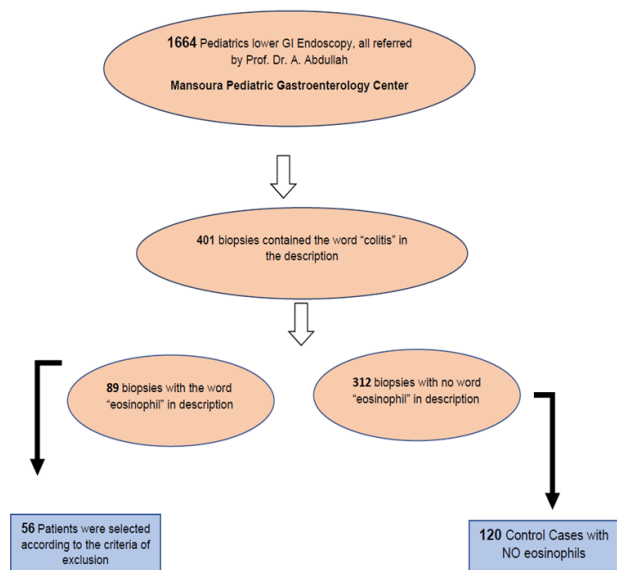 1664 Pediatrics lower GI Endoscopy, all referred
by Prof. Dr. A. Abdullah
Mansoura Pediatric Gastroenterology Center
401 biopsies contained the word “colitis” in
the description
89 biopsies with the word
“eosinophil” in description
312 biopsies with no word
“eosinophil” in description
56 Patients were selected
according to the criteria of
exclusion
120 Control Cases with
NO eosinophils